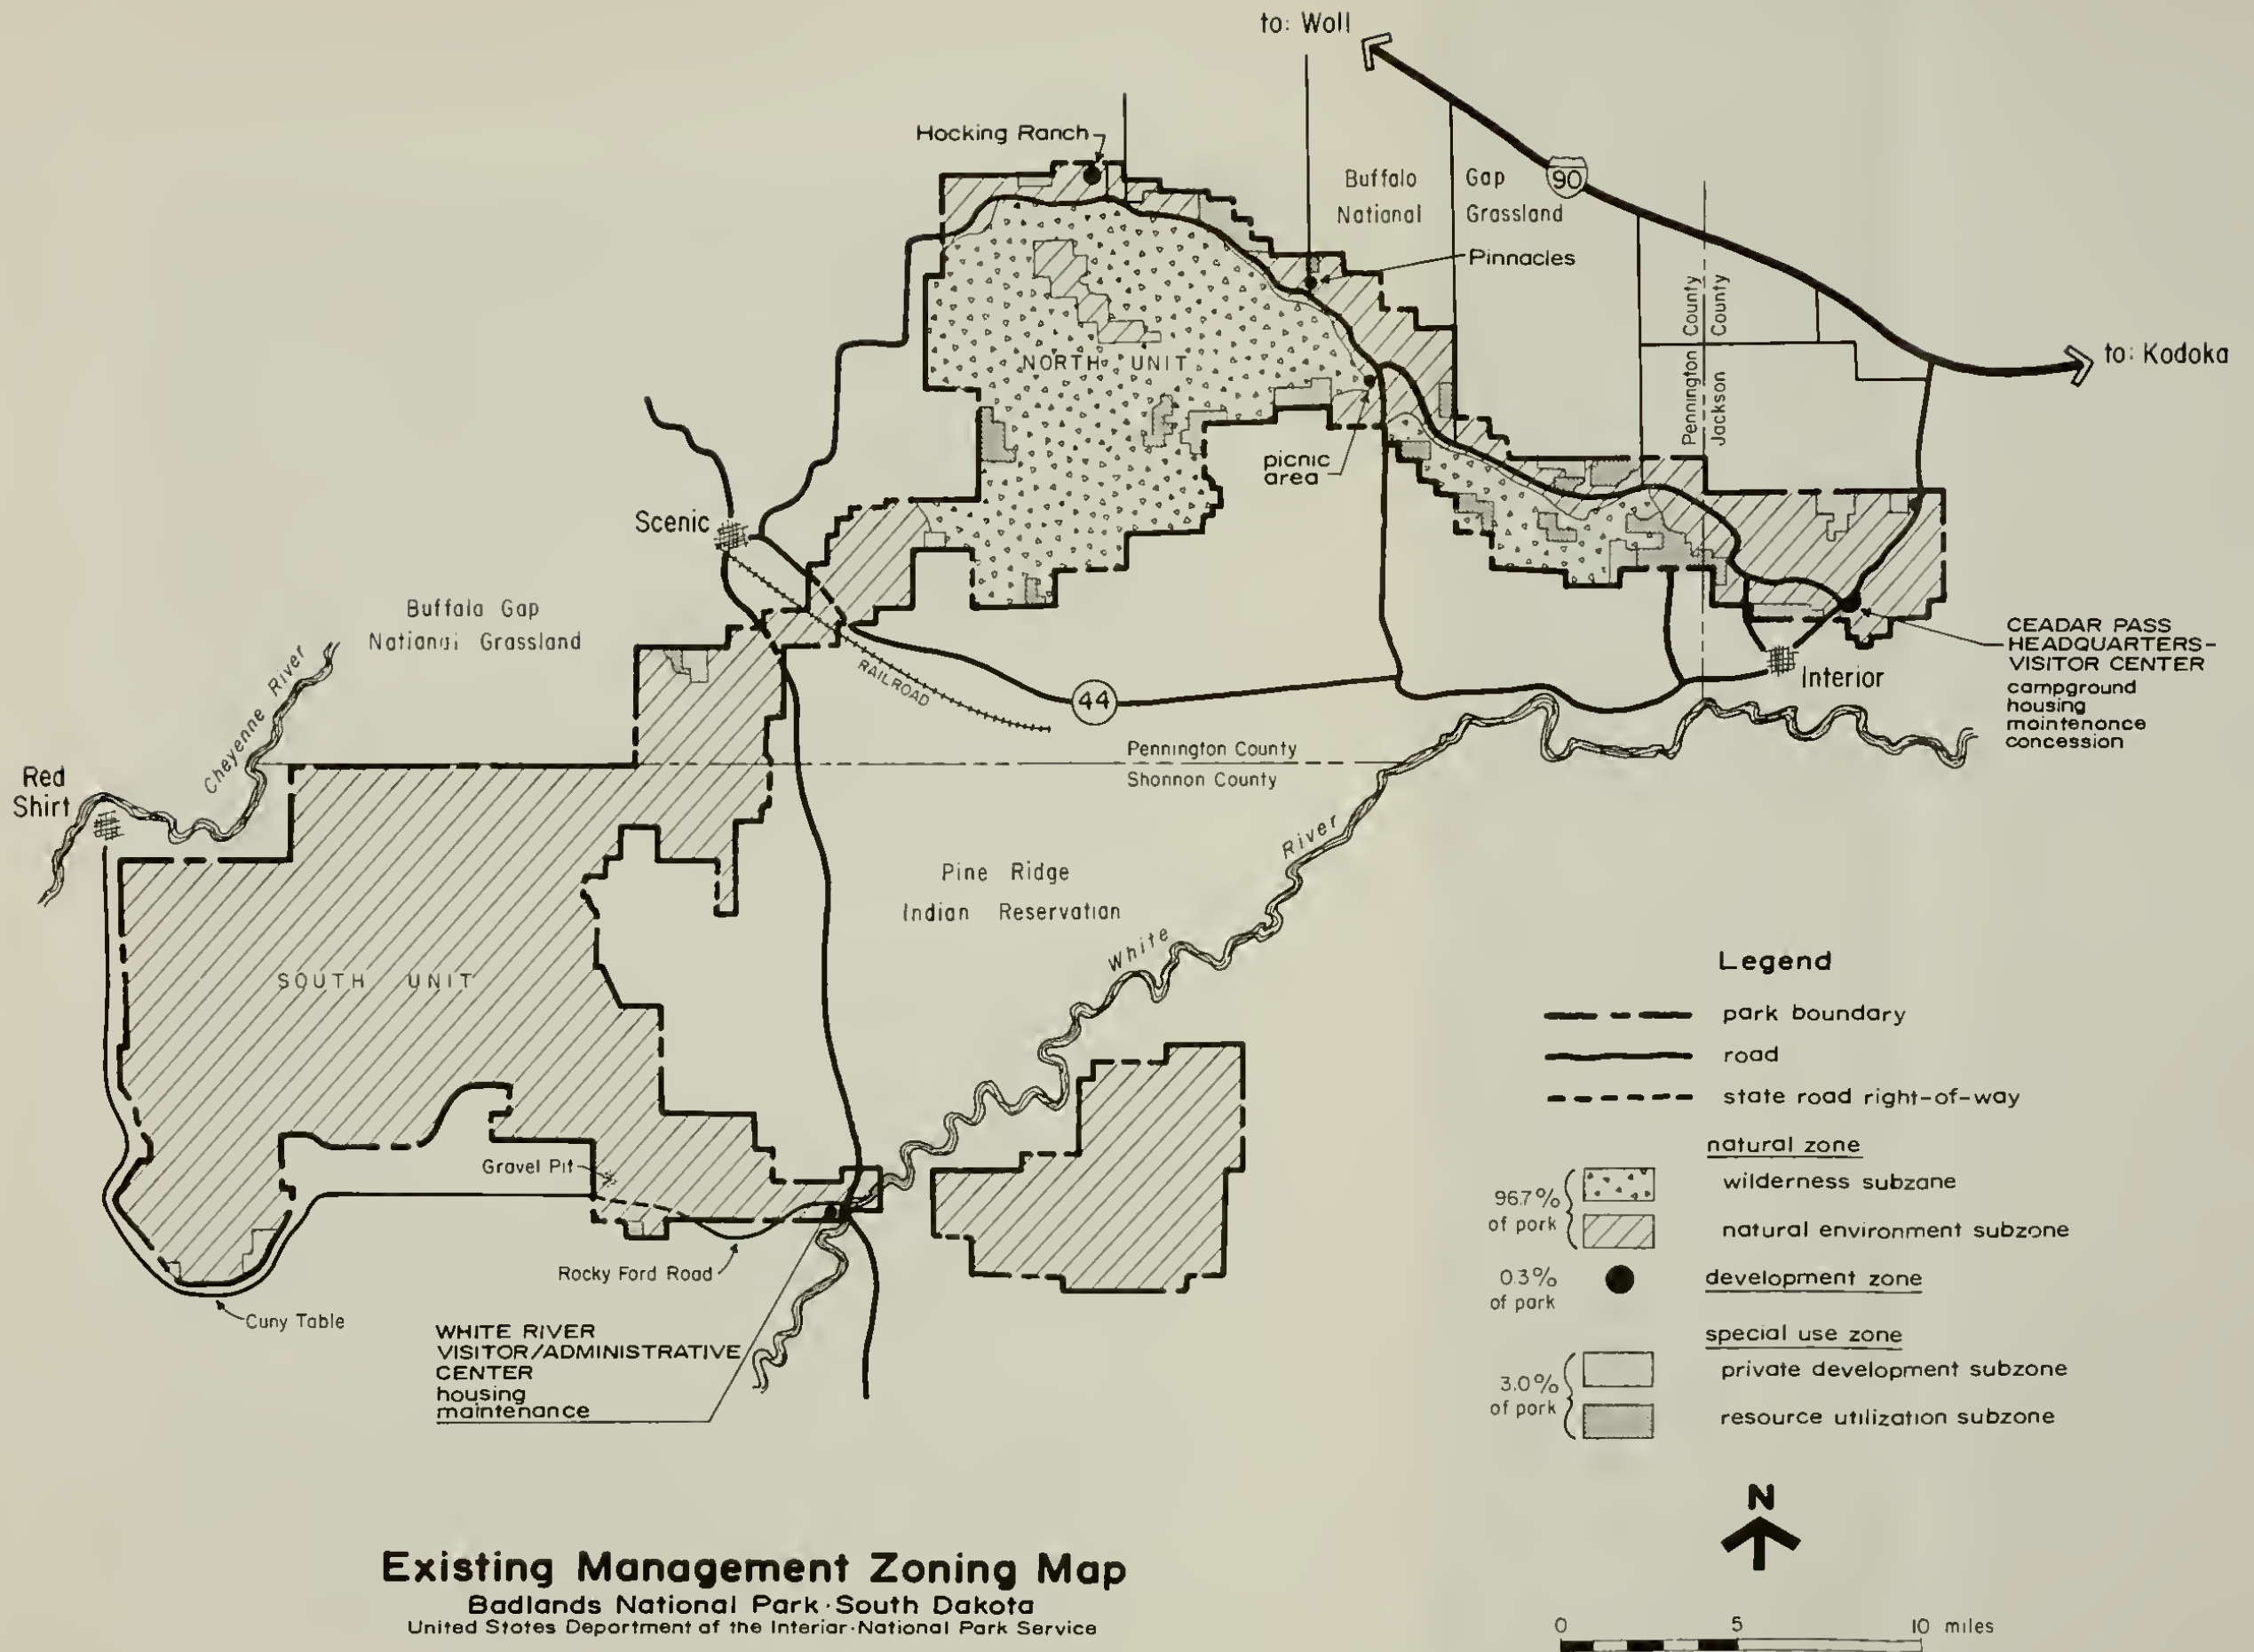 to: Wall
Hocking Ranch
Buffalo Gap
National Grassland
90
Pinnacles
Pennington County
Jackson County
to: Kodoka
NORTH UNIT
picnic
area
Scenic
Buffalo Gap
National Grassland
RAILROAD
44
Interior
CEADAR PASS
HEADQUARTERS-
VISITOR CENTER
campground
housing
maintenance
concession
Cheyenne River
Red
Shirt
Pennington County
Shannon County
Pine Ridge
Indian Reservation
White River
SOUTH UNIT
Gravel Pit
Rocky Ford Road
Cuny Table
WHITE RIVER
VISITOR/ADMINISTRATIVE
CENTER
housing
maintenance
Legend
park boundary
road
state road right-of-way
natural zone
96.7%
of park
wilderness subzone
natural environment subzone
0.3%
of park
development zone
special use zone
3.0%
of park
private development subzone
resource utilization subzone
N
0 5 10 miles
Existing Management Zoning Map
Badlands National Park · South Dakota
United States Department of the Interior · National Park Service